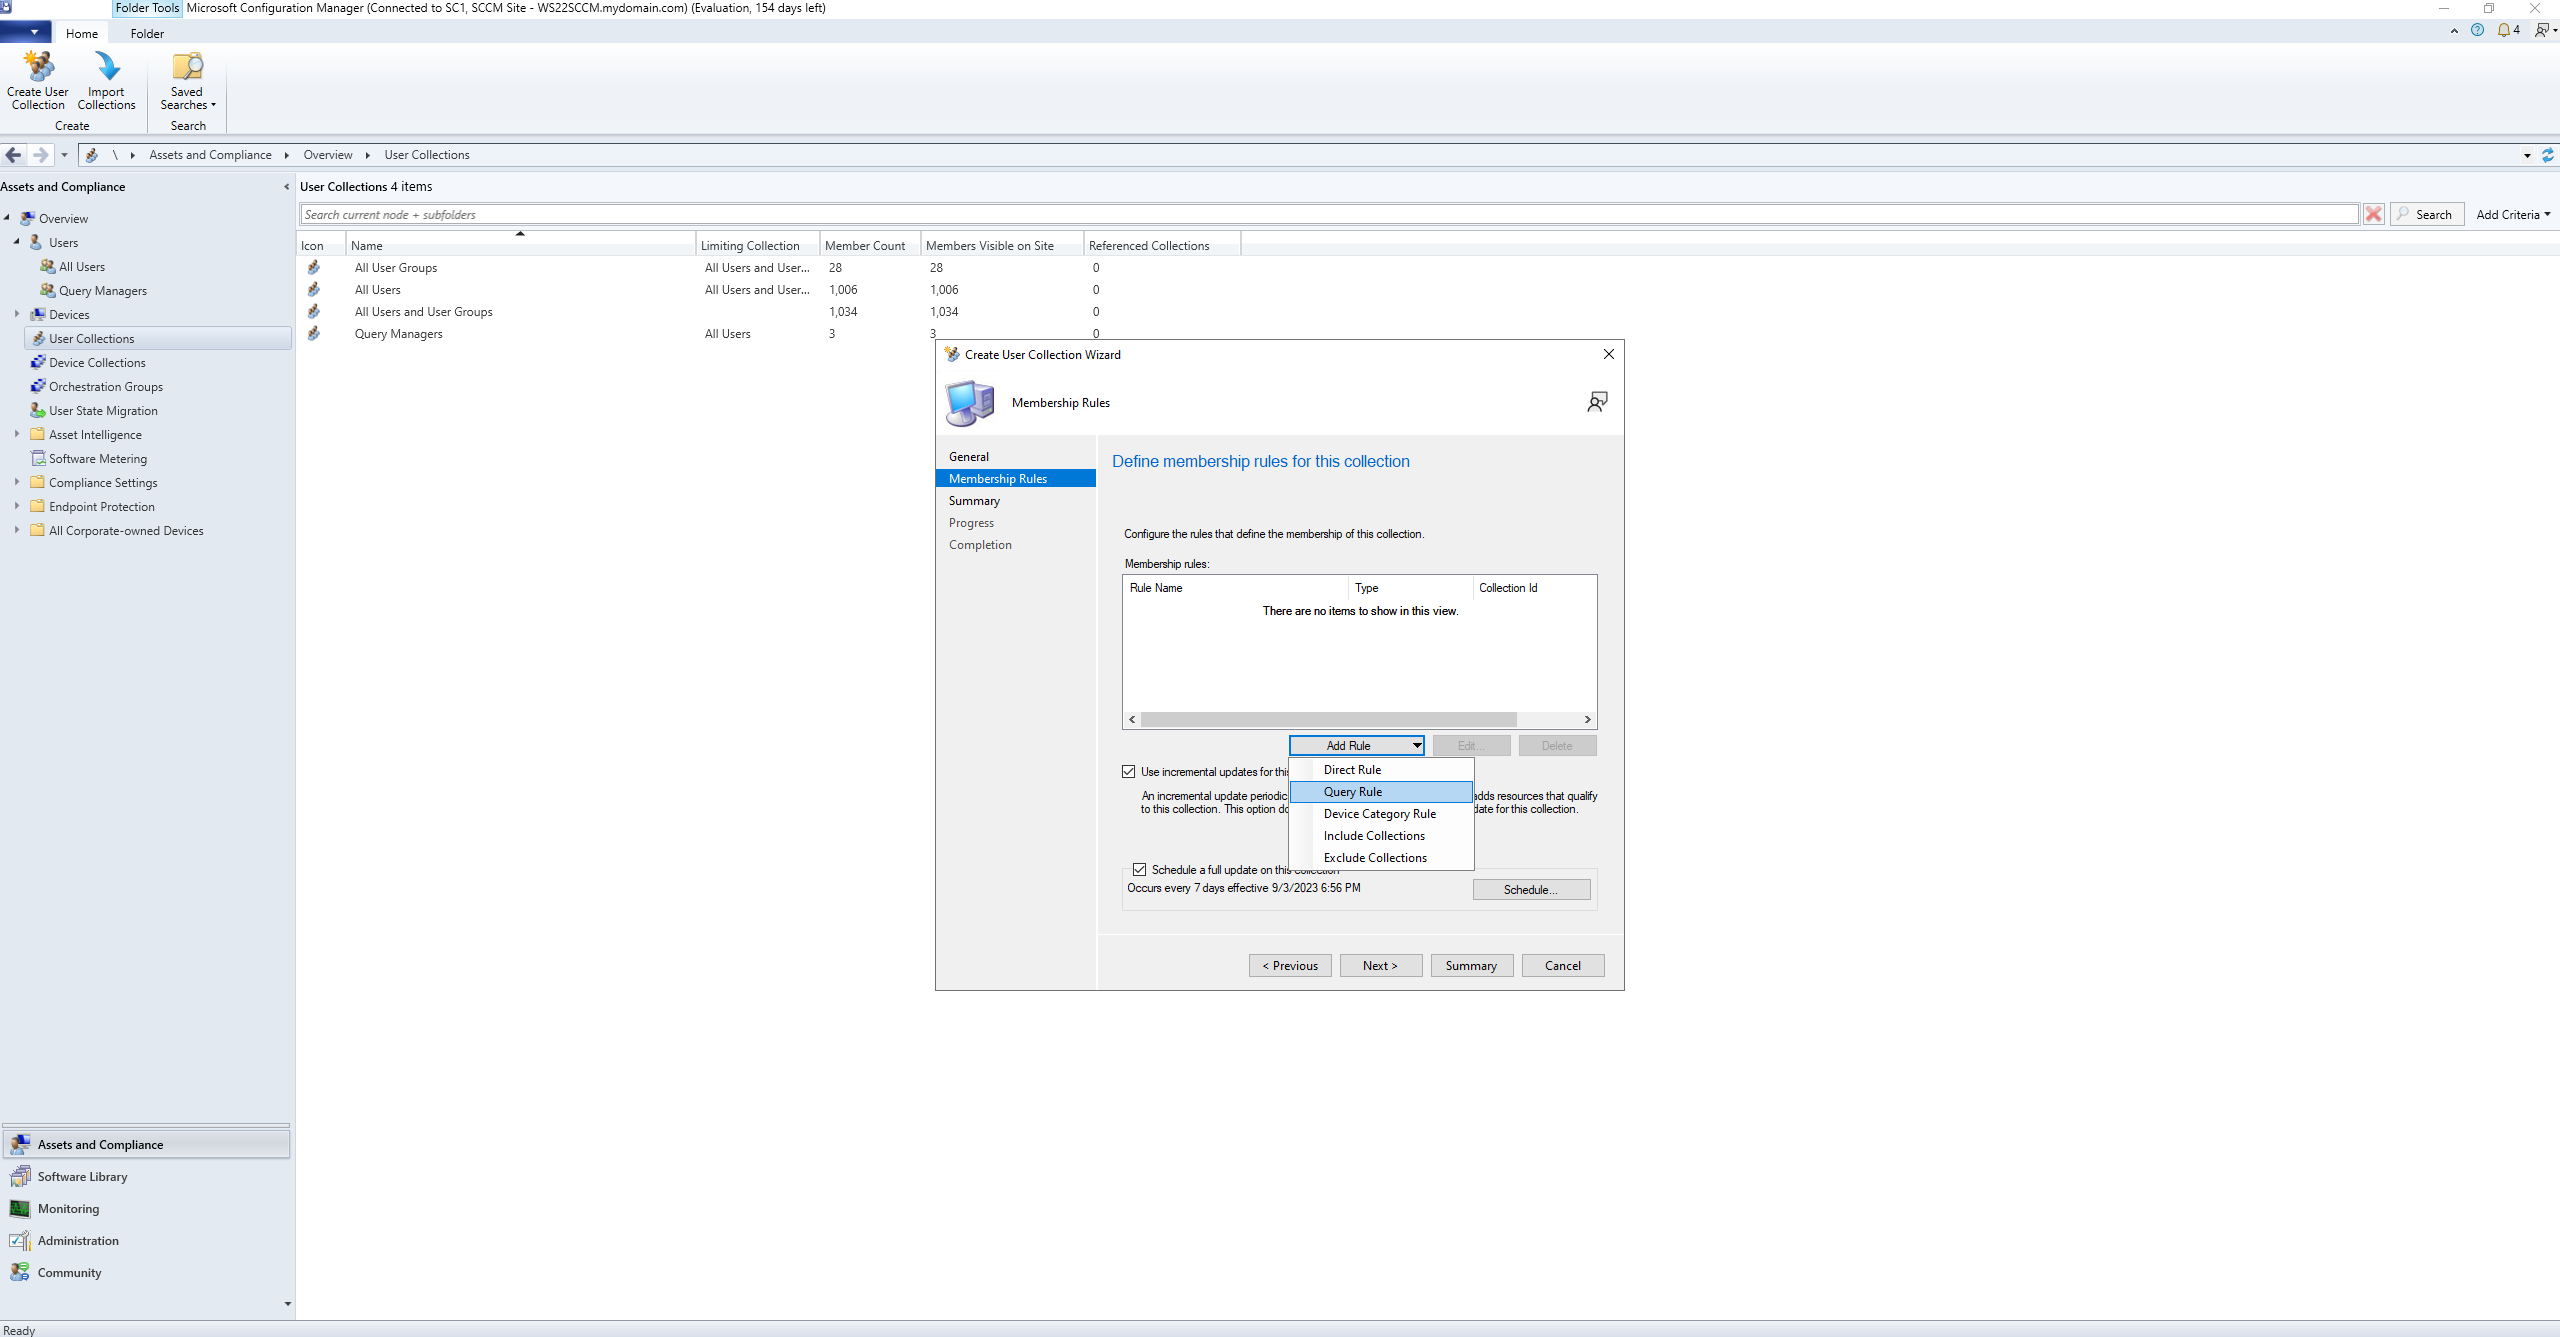 Folder Tools Microsoft Configuration Manager (Connected to SC1, SCCM Site - WS22SCCM.mydomain.com) (Evaluation, 154 days left)
Home Folder
4
Create User Collection
Import Collections
Saved Searches
Create
Search
\ Assets and Compliance Overview User Collections
Assets and Compliance
Overview
Users
All Users
Query Managers
Devices
User Collections
Device Collections
Orchestration Groups
User State Migration
Asset Intelligence
Software Metering
Compliance Settings
Endpoint Protection
All Corporate-owned Devices
Assets and Compliance
Software Library
Monitoring
Administration
Community
User Collections 4 items
Search current node + subfolders
Search
Add Criteria
Icon Name Limiting Collection Member Count Members Visible on Site Referenced Collections
All User Groups All Users and User... 28 28 0
All Users All Users and User... 1,006 1,006 0
All Users and User Groups 1,034 1,034 0
Query Managers All Users 3 3 0
Create User Collection Wizard
Membership Rules
General
Membership Rules
Summary
Progress
Completion
Define membership rules for this collection
Configure the rules that define the membership of this collection.
Membership rules:
Rule Name Type Collection Id
There are no items to show in this view.
Add Rule Edit... Delete
Direct Rule
Query Rule
Device Category Rule
Include Collections
Exclude Collections
Use incremental updates for this
An incremental update periodic adds resources that qualify
to this collection. This option do date for this collection.
Schedule a full update on this collection
Occurs every 7 days effective 9/3/2023 6:56 PM
Schedule...
< Previous Next > Summary Cancel
Ready